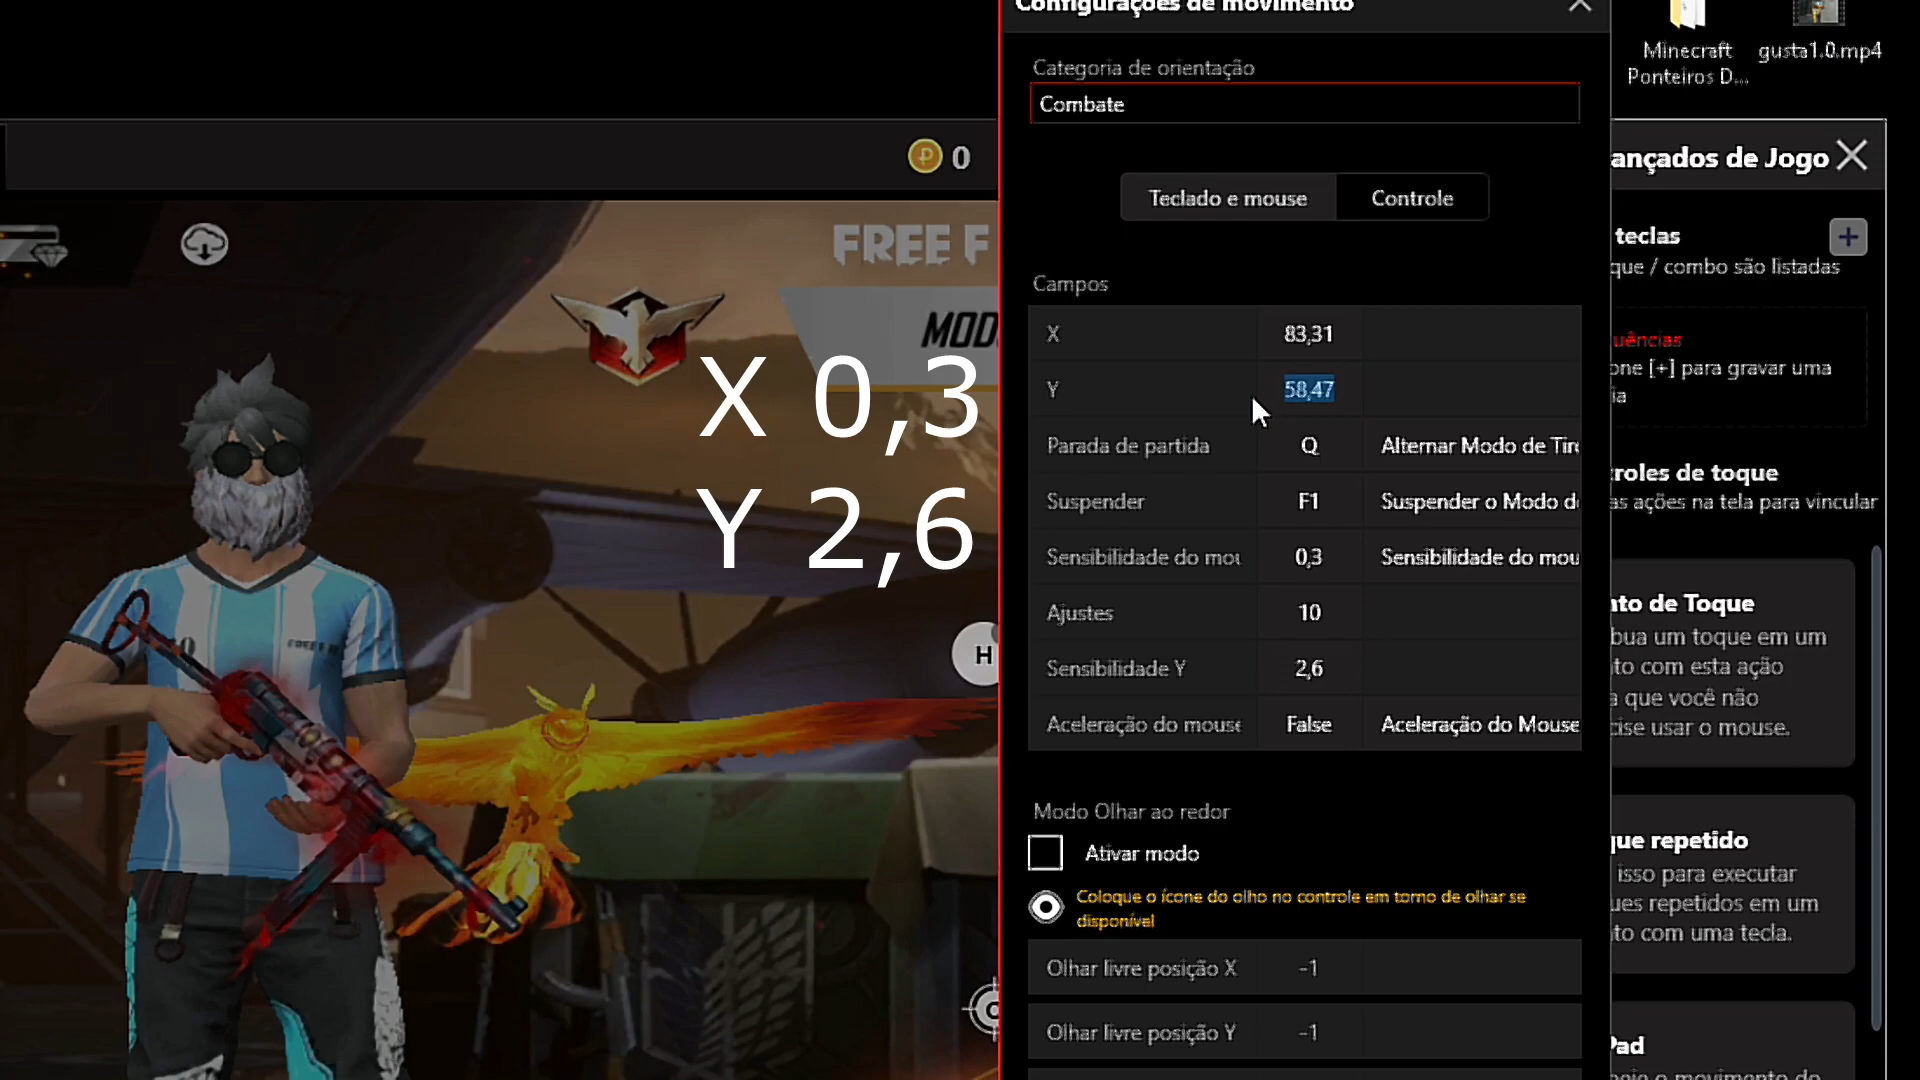 Configurações de movimento
Minecraft
Ponteiros D...
gusta1.0.mp4
Categoria de orientação
Combate
0
ançados de Jogo
Teclado e mouse
Controle
FREE F
teclas
que / combo são listadas
Campos
MOD
X 83,31
uências
one [+] para gravar uma
ia
X 0,3
Y 58,47
Parada de partida Q Alternar Modo de Tiro
roles de toque
as ações na tela para vincular
Suspender F1 Suspender o Modo d
Y 2,6
Sensibilidade do mou 0,3 Sensibilidade do mou
Ajustes 10
nto de Toque
bua um toque em um
to com esta ação
a que você não
cise usar o mouse.
H
Sensibilidade Y 2,6
Aceleração do mouse False Aceleração do Mouse
Modo Olhar ao redor
Ativar modo
que repetido
isso para executar
ues repetidos em um
to com uma tecla.
Coloque o ícone do olho no controle em torno de olhar se
disponível
Olhar livre posição X -1
Olhar livre posição Y -1
Pad